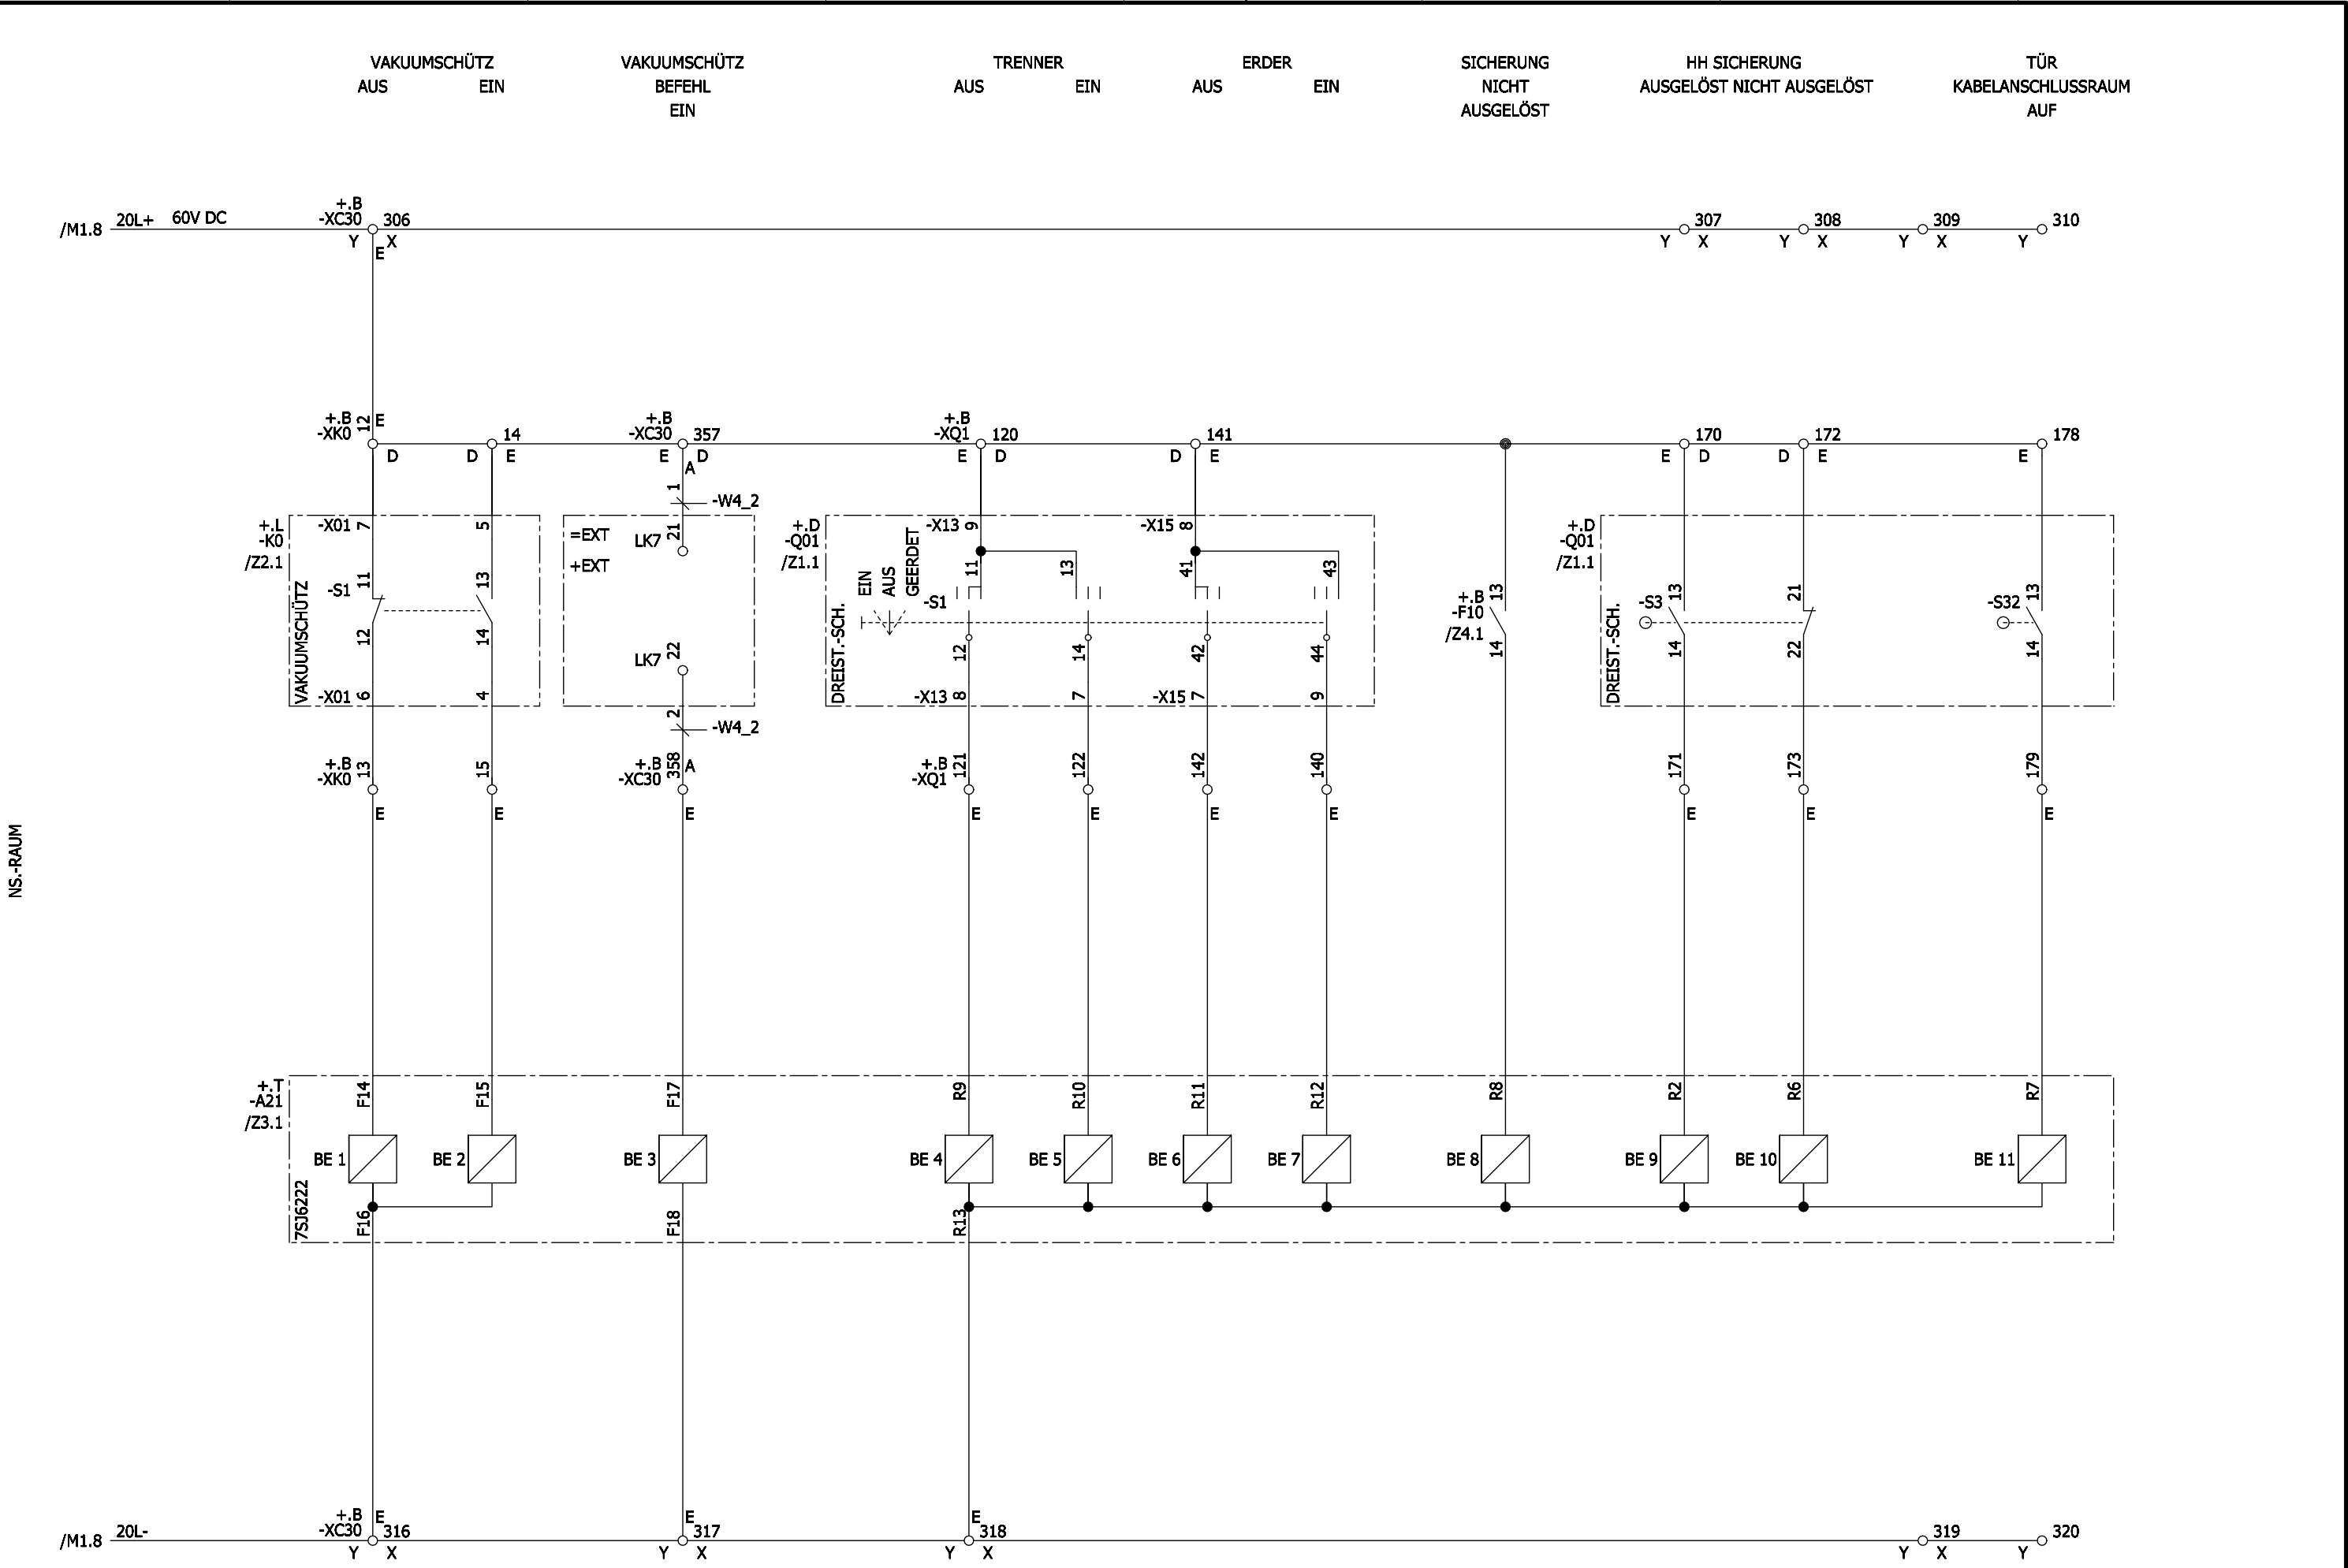 VAKUUMSCHÜTZ
AUS EIN
VAKUUMSCHÜTZ
BEFEHL
EIN
TRENNER
AUS EIN
ERDER
AUS EIN
SICHERUNG
NICHT
AUSGELÖST
HH SICHERUNG
AUSGELÖST NICHT AUSGELÖST
TÜR
KABELANSCHLUSSRAUM
AUF
/M1.8 20L+ 60V DC
+.B
-XC30 306 307 308 309 310
Y X Y X Y X Y X Y
E
+.B
-XK0 12 E
14
+.B
-XC30 357
+.B
-XQ1 120
141
170 172 178
D D E E D E D D E E D D E E
A
1 -W4_2
+.L
-K0
/Z2.1
-X01 7 5
=EXT
+EXT
LK7 21
+.D
-Q01
/Z1.1
-X13 9
-X15 8
+.D
-Q01
/Z1.1
VAKUUMSCHÜTZ
-S1 11 13
12 14
LK7 22
DREIST.-SCH.
EIN
AUS
GEERDET
-S1 11 13 41 43
12 14 42 44
+.B
-F10
/Z4.1
13
14
DREIST.-SCH.
-S3 13 21
14 22
-S32 13
14
-X01 6 4
-X13 8 7
-X15 7 9
2 -W4_2
+.B
-XK0 13 15
+.B
-XC30 358 A
+.B
-XQ1 121 122 142 140
171 173 179
E E E E E E E E E E
NS.-RAUM
+.T
-A21
/Z3.1
F14 F15 F17 R9 R10 R11 R12 R8 R2 R6 R7
BE 1 BE 2 BE 3 BE 4 BE 5 BE 6 BE 7 BE 8 BE 9 BE 10 BE 11
7SJ6222
F16 F18 R13
/M1.8 20L-
+.B
-XC30 E 316 E 317 E 318 319 320
Y X Y X Y X Y X Y